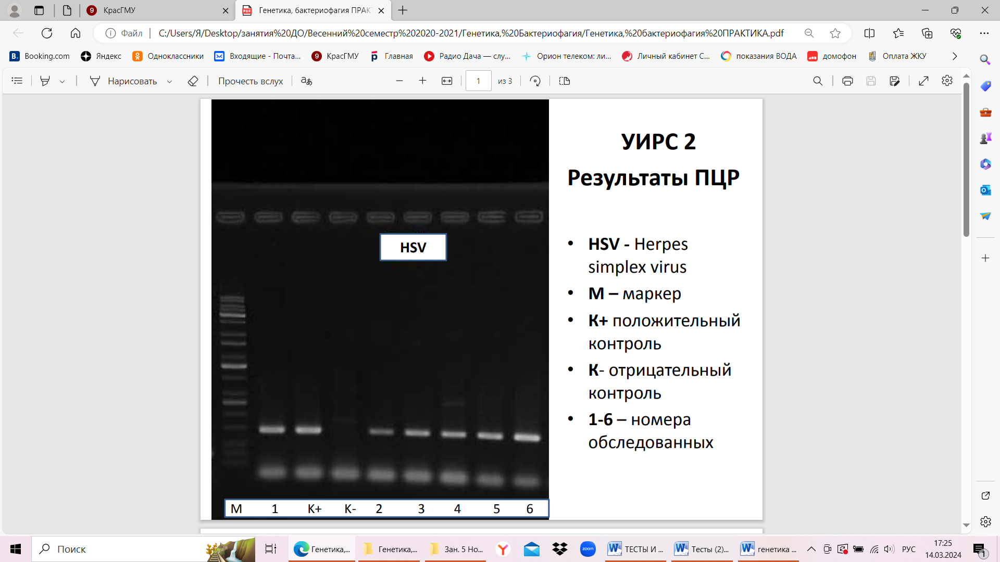 КрасГМУ
Генетика, бактериофагия ПРАКТ
Файл
C:/Users/Я/Desktop/занятия%20ДО/Весенний%20семестр%202020-2021/Генетика,%20Бактериофагия/Генетика,%20бактериофагия%20ПРАКТИКА.pdf
Booking.com
Яндекс
Одноклассники
Входящие - Почта...
КрасГМУ
Главная
Радио Дача — слу...
Орион телеком: ли...
Личный кабинет С...
показания ВОДА
домофон
Оплата ЖКУ
Нарисовать
Прочесть вслух
1
из 3
УИРС 2
Результаты ПЦР
HSV
• HSV - Herpes
simplex virus
• М – маркер
• К+ положительный
контроль
• К- отрицательный
контроль
• 1-6 – номера
обследованных
М 1 К+ К- 2 3 4 5 6
Поиск
Генетика,...
Генетика,...
Зан. 5 Но...
zoom
ТЕСТЫ И ...
Тесты (2)...
генетика ...
РУС
17:25
14.03.2024
1